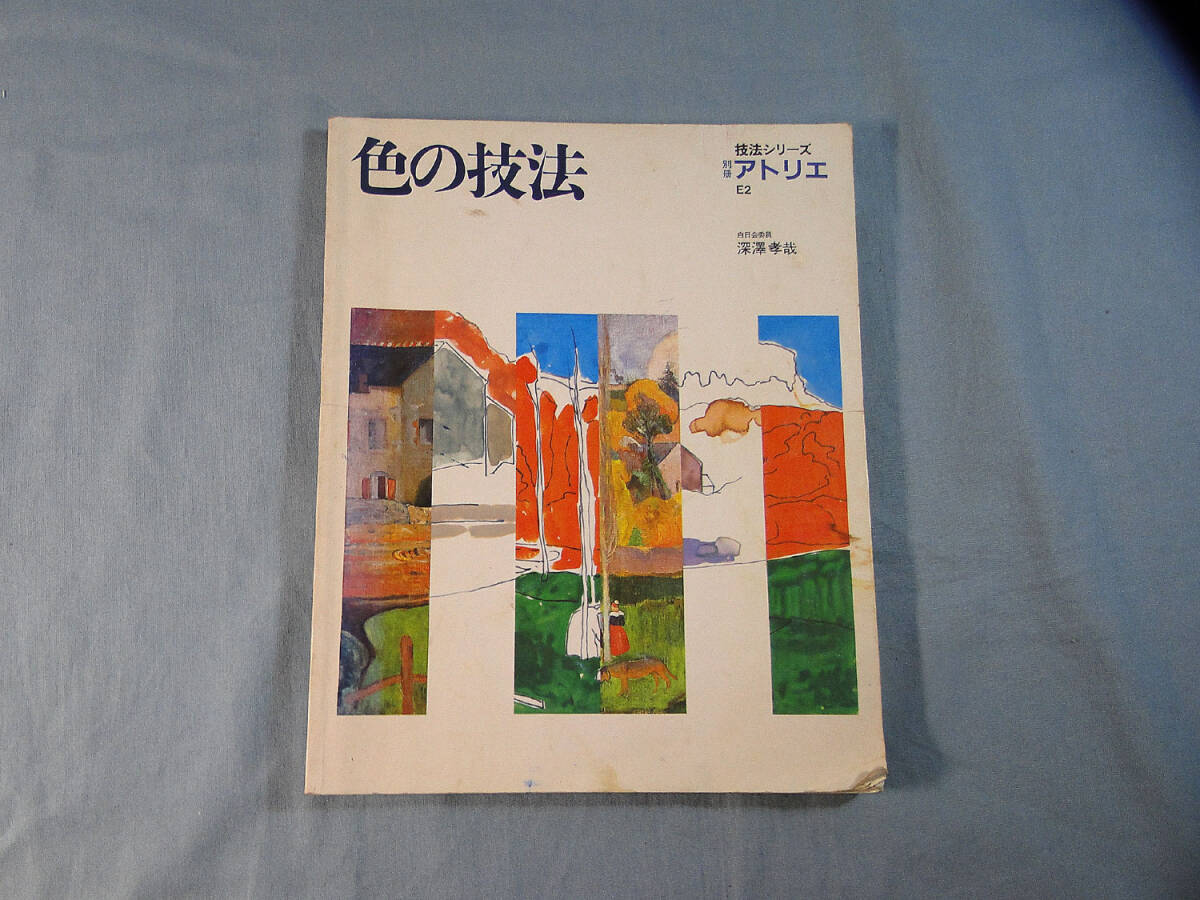 色の技法
技法シリーズ
別冊
アトリエ
E2
白日会委員
深澤孝哉